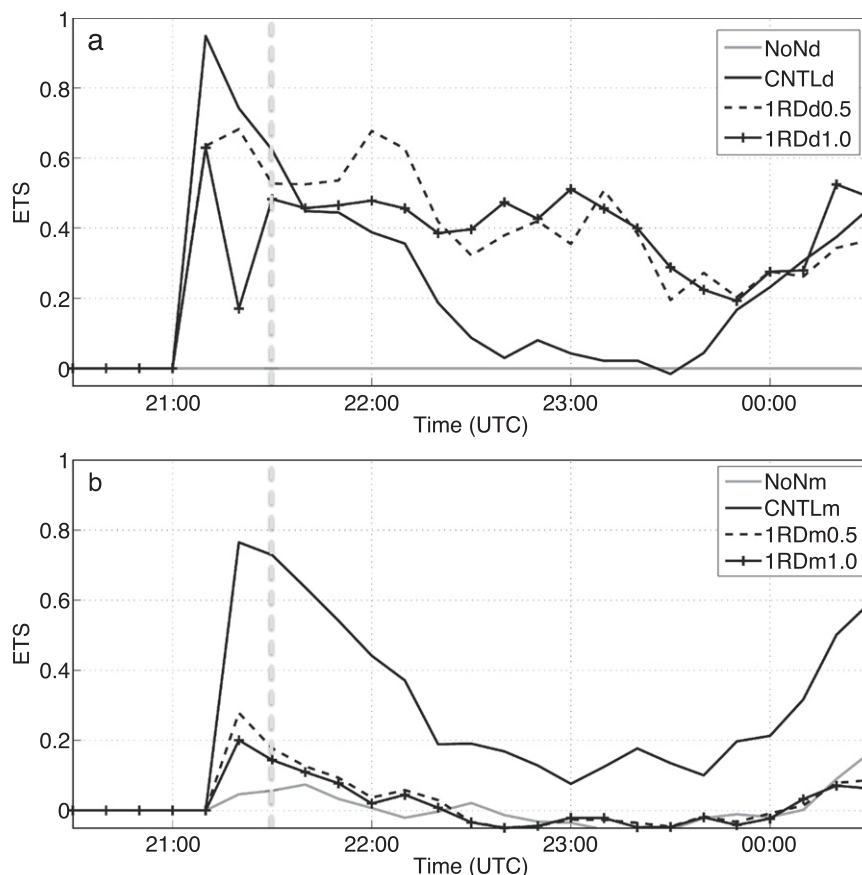 a
1
0.8
0.6
0.4
0.2
0
ETS
NoNd
CNTLd
1RDd0.5
1RDd1.0
21:00
22:00
23:00
00:00
Time (UTC)
b
1
0.8
0.6
0.4
0.2
0
ETS
NoNm
CNTLm
1RDm0.5
1RDm1.0
21:00
22:00
23:00
00:00
Time (UTC)